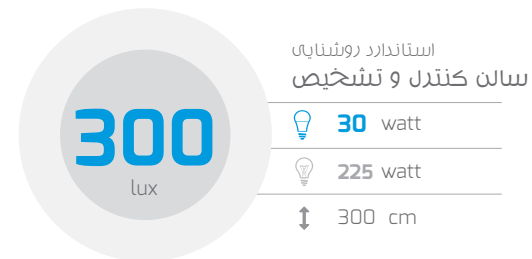 استاندارد روشنایی
سالن کنترل و تشخیص
300
lux
30 watt
225 watt
300 cm